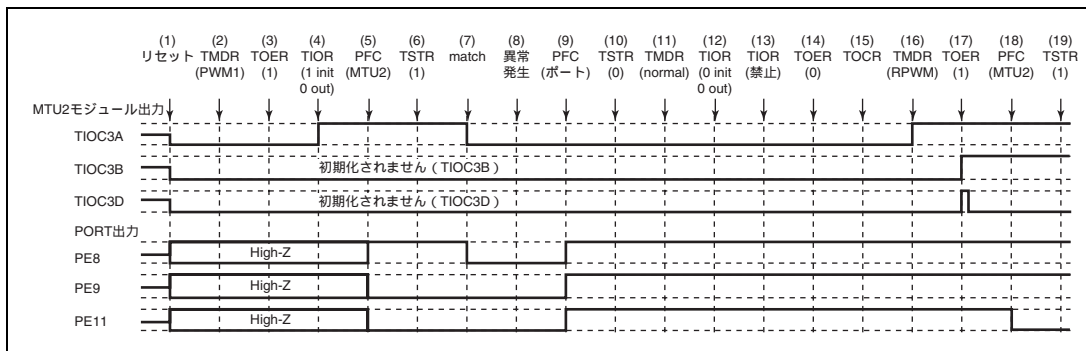 (1) (2) (3) (4) (5) (6) (7) (8) (9) (10) (11) (12) (13) (14) (15) (16) (17) (18) (19)
リセット TMDR TOER TIOR PFC TSTR match 異常 PFC TSTR TMDR TIOR TIOR TOER TOCR TMDR TOER PFC TSTR
(PWM1) (1) (1 init (MTU2) (1) 発生 (ポート) (0) (normal) (0 init (禁止) (0) (RPWM) (1) (MTU2) (1)
0 out) 0 out)
MTU2モジュール出力
TIOC3A
TIOC3B 初期化されません ( TIOC3B )
TIOC3D 初期化されません ( TIOC3D )
PORT出力
PE8 High-Z
PE9 High-Z
PE11 High-Z